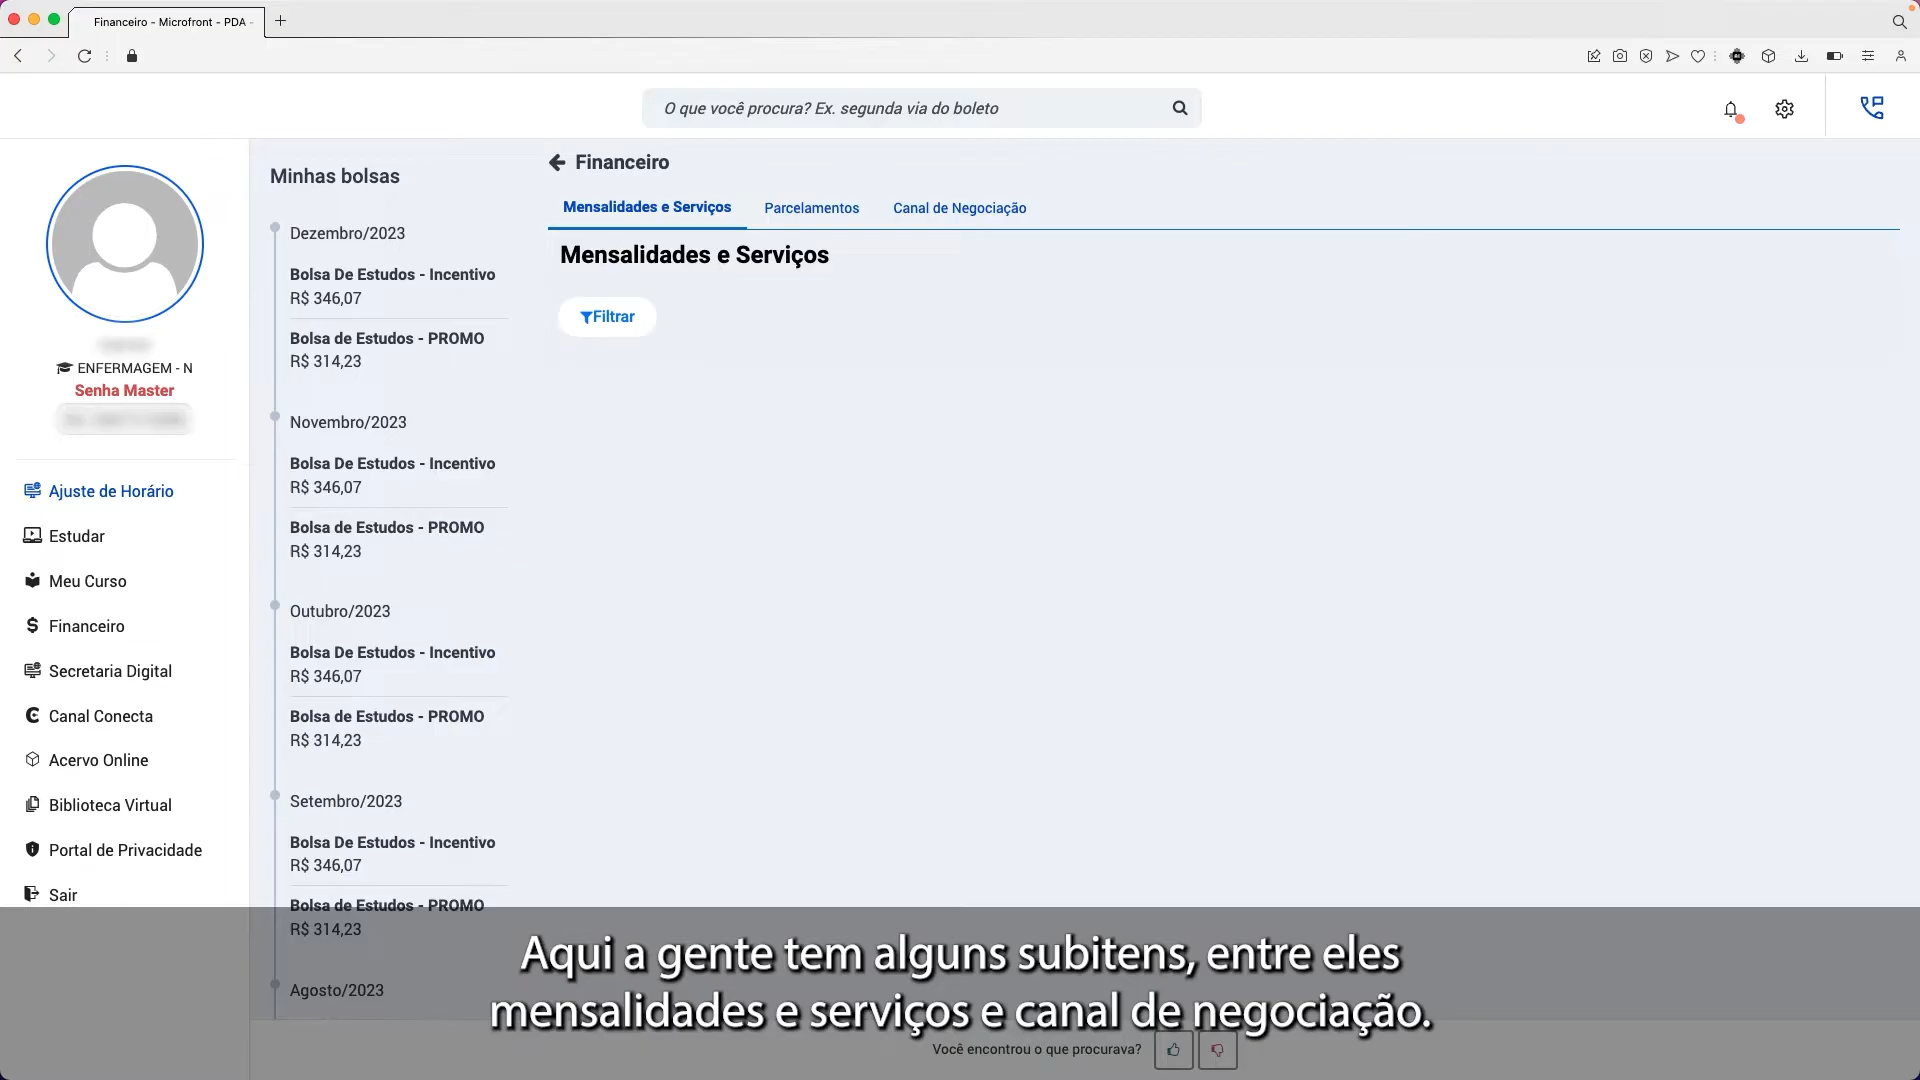 Financeiro - Microfront - PDA -
O que você procura? Ex. segunda via do boleto
ENFERMAGEM - N
Senha Master
Ajuste de Horário
Estudar
Meu Curso
Financeiro
Secretaria Digital
Canal Conecta
Acervo Online
Biblioteca Virtual
Portal de Privacidade
Sair
Minhas bolsas
Dezembro/2023
Bolsa De Estudos - Incentivo
R$ 346,07
Bolsa de Estudos - PROMO
R$ 314,23
Novembro/2023
Bolsa De Estudos - Incentivo
R$ 346,07
Bolsa de Estudos - PROMO
R$ 314,23
Outubro/2023
Bolsa De Estudos - Incentivo
R$ 346,07
Bolsa de Estudos - PROMO
R$ 314,23
Setembro/2023
Bolsa De Estudos - Incentivo
R$ 346,07
Bolsa de Estudos - PROMO
R$ 314,23
Agosto/2023
Financeiro
Mensalidades e Serviços Parcelamentos Canal de Negociação
Mensalidades e Serviços
Filtrar
Aqui a gente tem alguns subitens, entre eles
mensalidades e serviços e canal de negociação.
Você encontrou o que procurava?